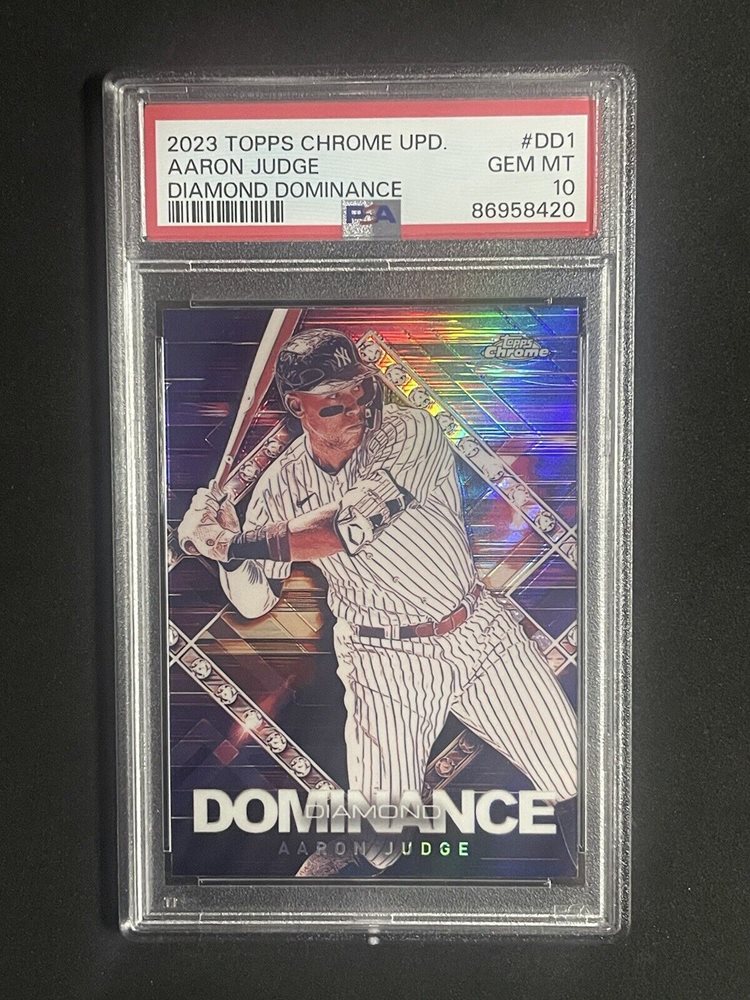 2023 TOPPS CHROME UPD. #DD1
AARON JUDGE GEM MT
DIAMOND DOMINANCE 10
86958420
PSA
Topps
Chrome
NY
DOMINANCE
DIAMOND
AARON JUDGE